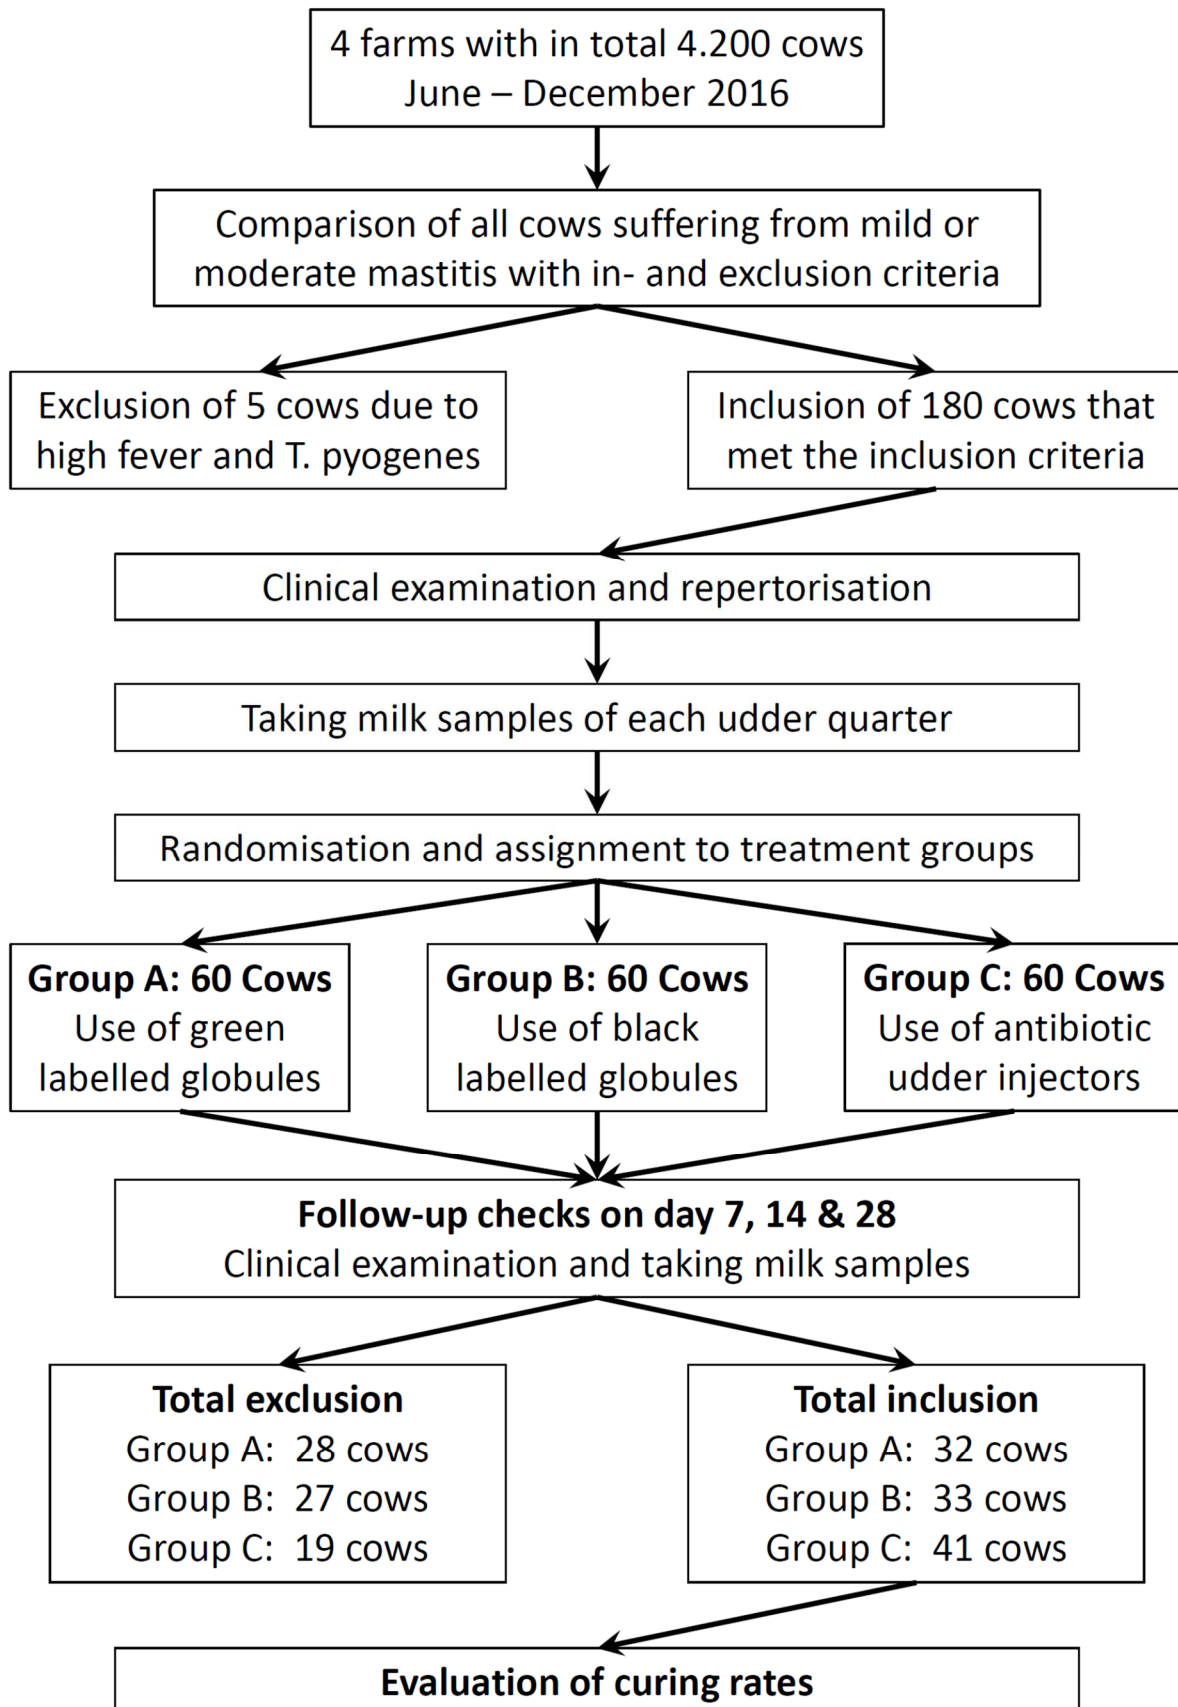 4 farms with in total 4.200 cows
June – December 2016
Comparison of all cows suffering from mild or
moderate mastitis with in- and exclusion criteria
Exclusion of 5 cows due to
high fever and T. pyogenes
Inclusion of 180 cows that
met the inclusion criteria
Clinical examination and repertorisation
Taking milk samples of each udder quarter
Randomisation and assignment to treatment groups
Group A: 60 Cows
Use of green
labelled globules
Group B: 60 Cows
Use of black
labelled globules
Group C: 60 Cows
Use of antibiotic
udder injectors
Follow-up checks on day 7, 14 & 28
Clinical examination and taking milk samples
Total exclusion
Group A: 28 cows
Group B: 27 cows
Group C: 19 cows
Total inclusion
Group A: 32 cows
Group B: 33 cows
Group C: 41 cows
Evaluation of curing rates